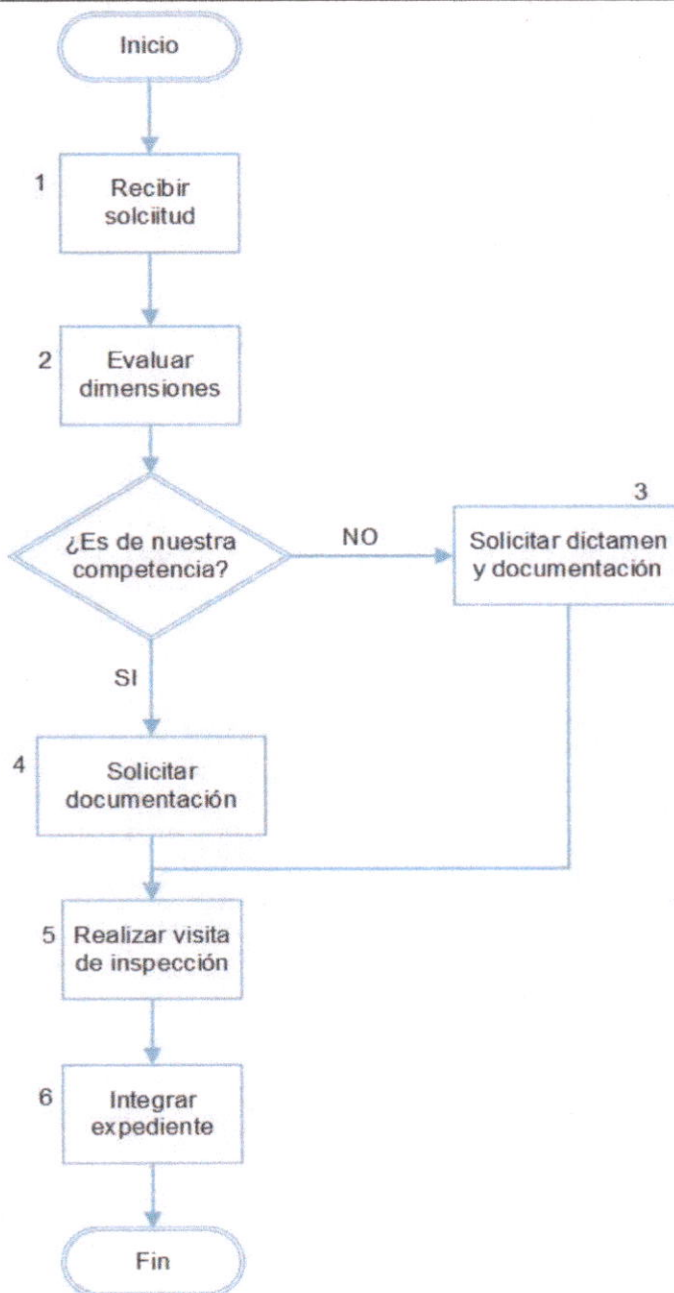 Inicio
1
Recibir
solciitud
2
Evaluar
dimensiones
¿Es de nuestra
competencia?
NO
3
Solicitar dictamen
y documentación
SI
4
Solicitar
documentación
5
Realizar visita
de inspección
6
Integrar
expediente
Fin